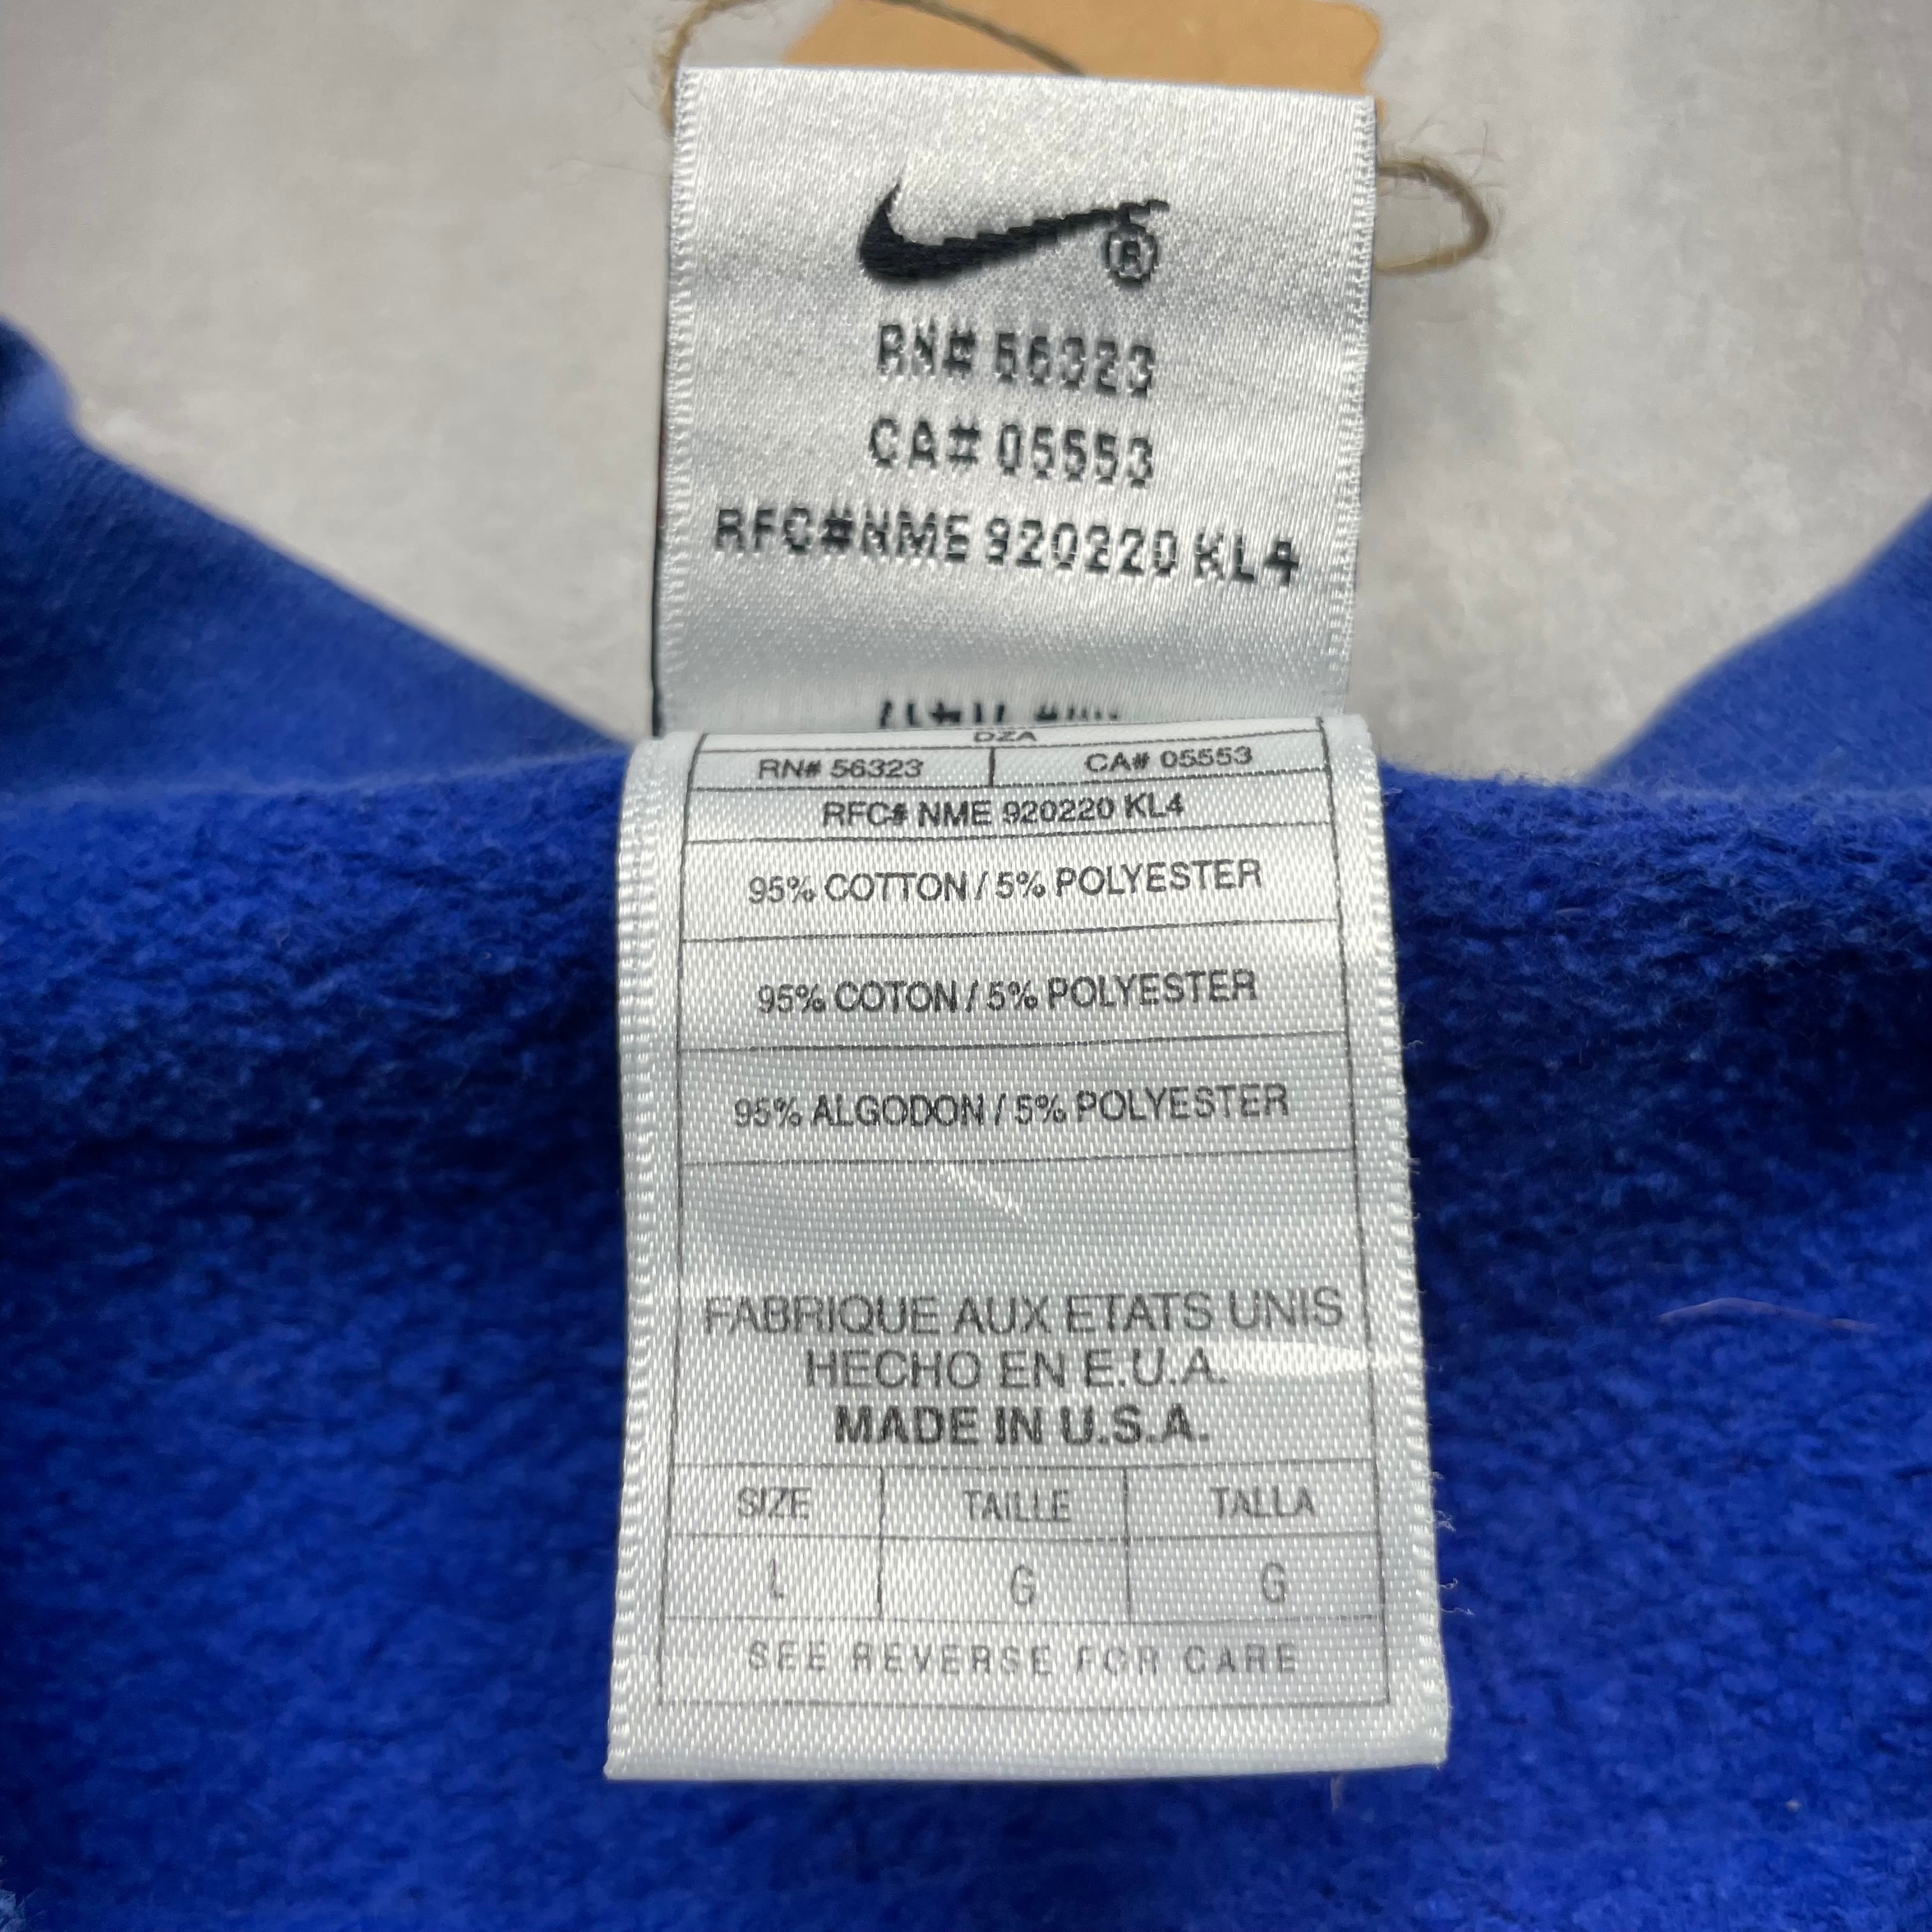 ®
RN# 56323
CA# 05553
RFC#NME 920220 KL4
DZA
RN# 56323 CA# 05553
RFC# NME 920220 KL4
95% COTTON / 5% POLYESTER
95% COTON / 5% POLYESTER
95% ALGODON / 5% POLYESTER
FABRIQUE AUX ETATS UNIS
HECHO EN E.U.A.
MADE IN U.S.A.
SIZE TAILLE TALLA
L G G
SEE REVERSE FOR CARE